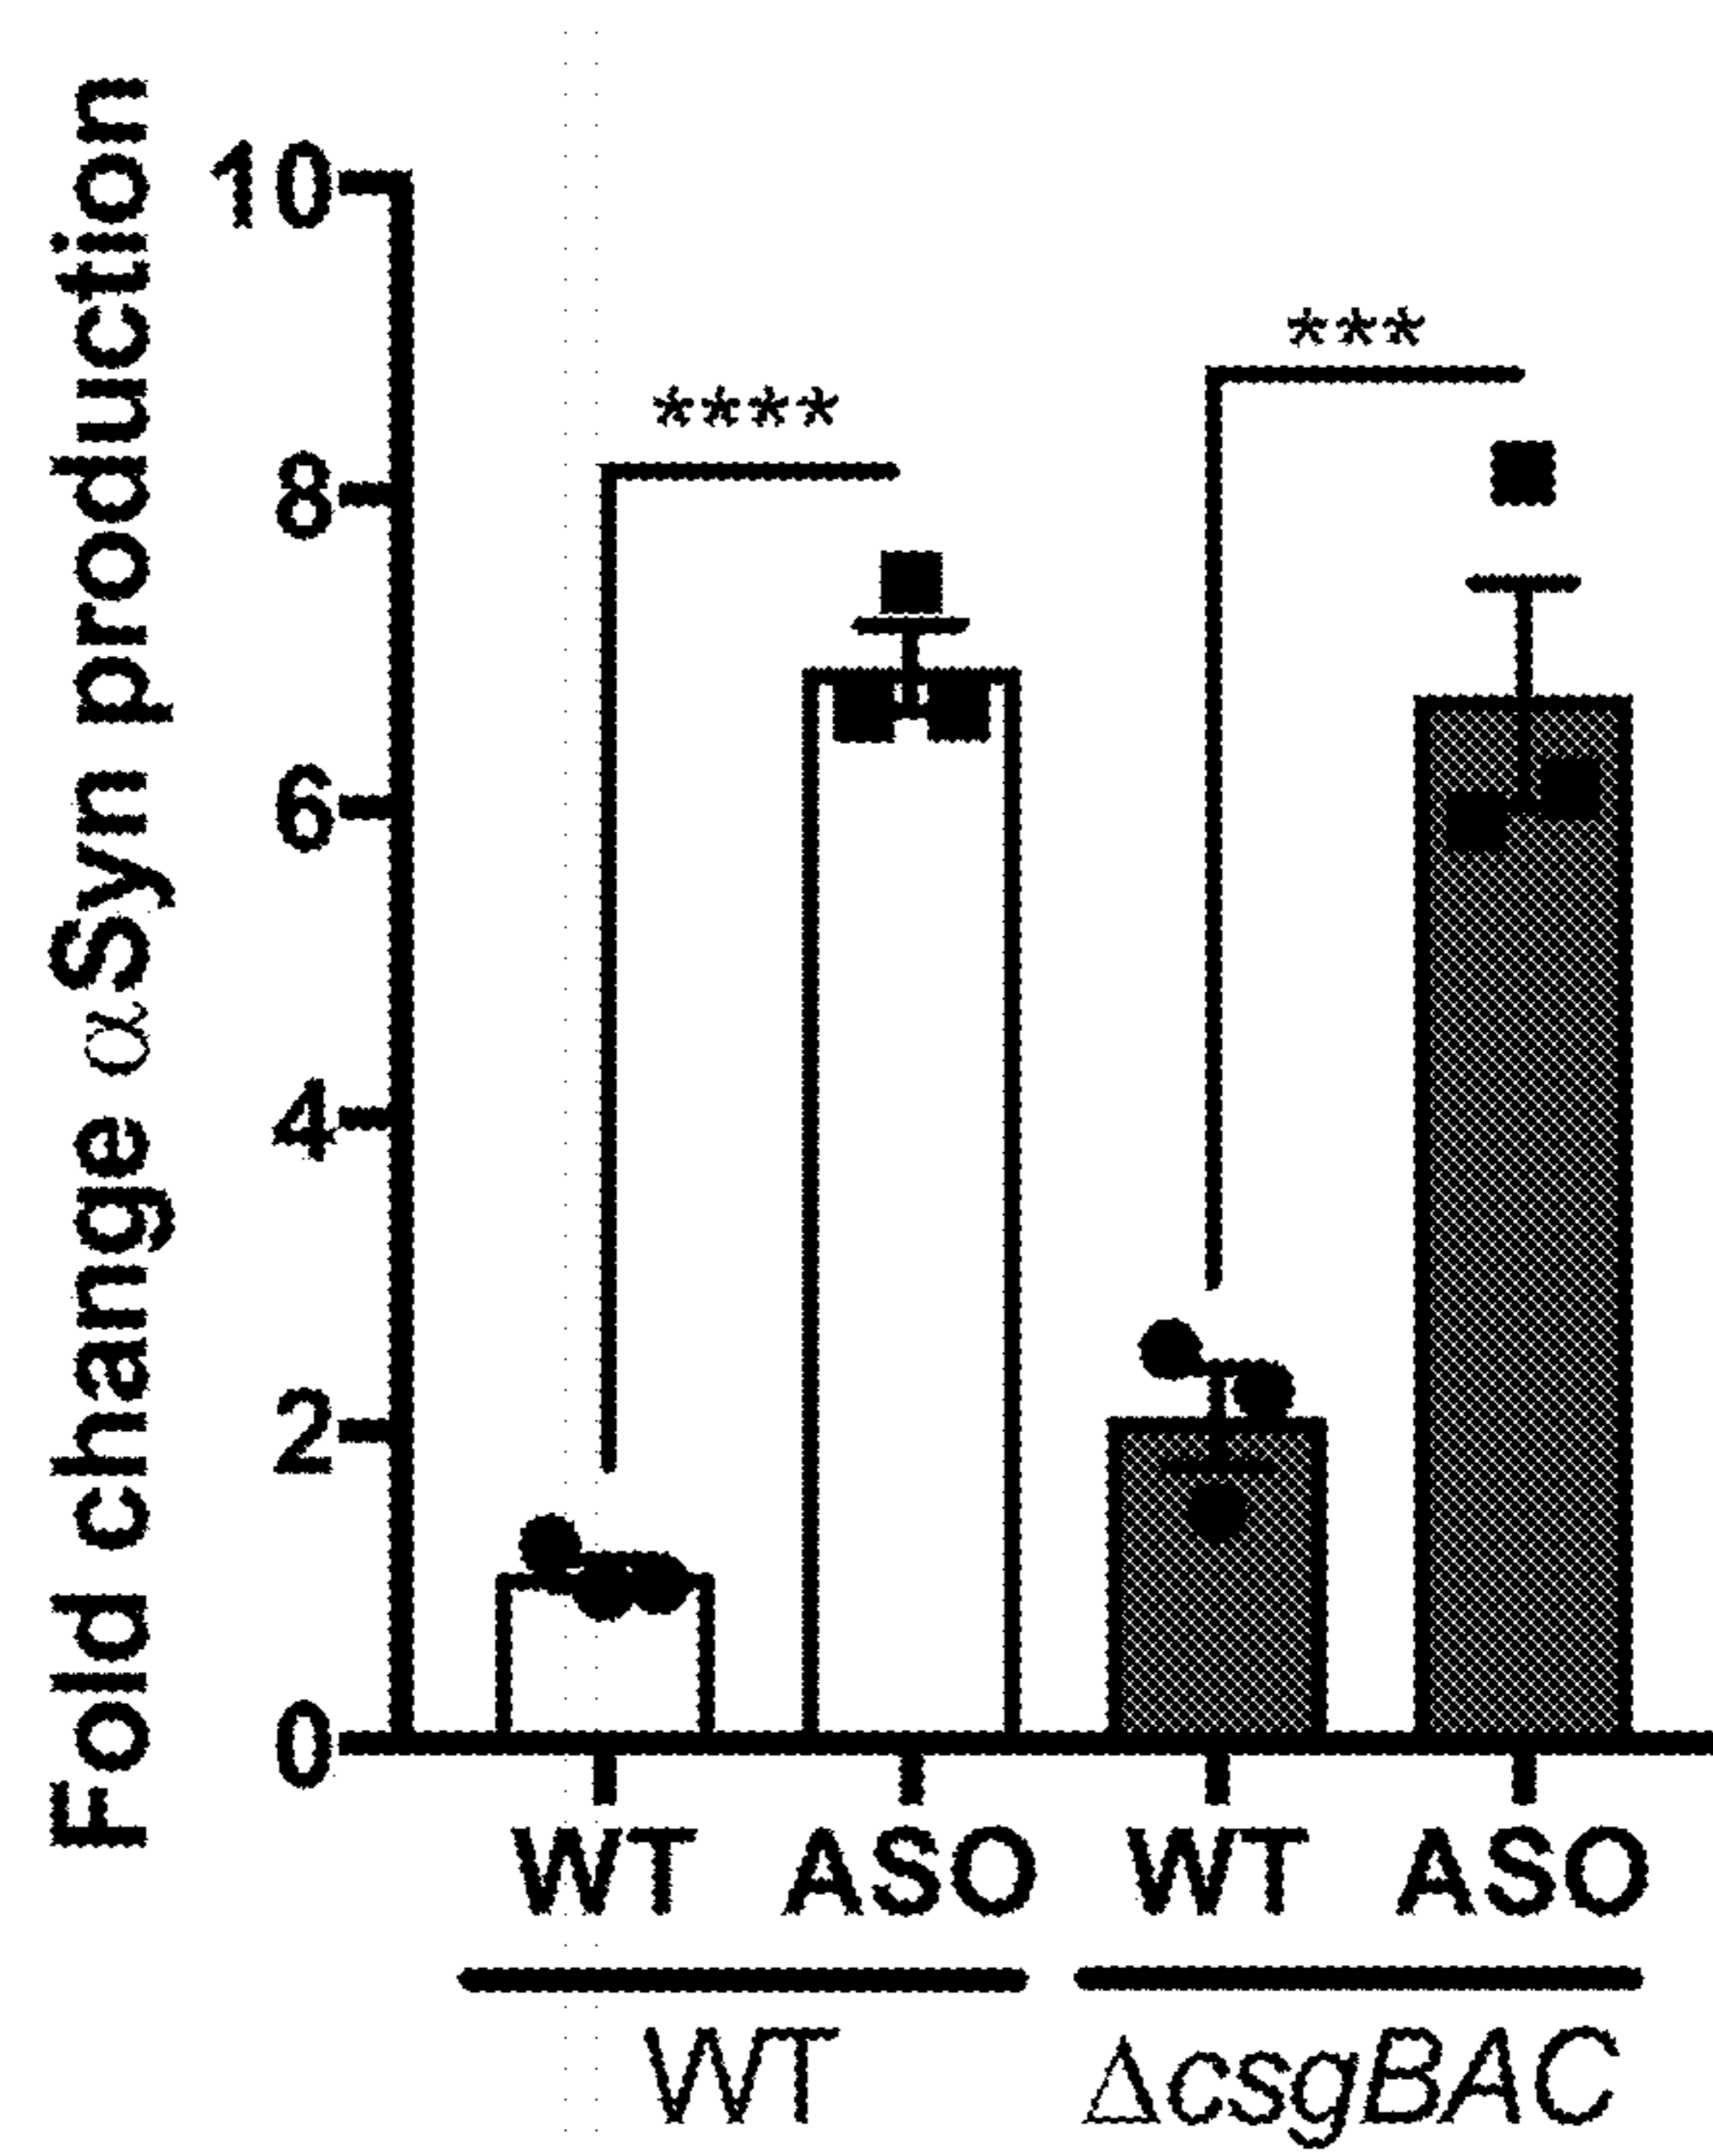 Fold change αSyn production
10
8
6
4
2
0
****
***
WT ASO WT ASO
WT ΔcsgBAC